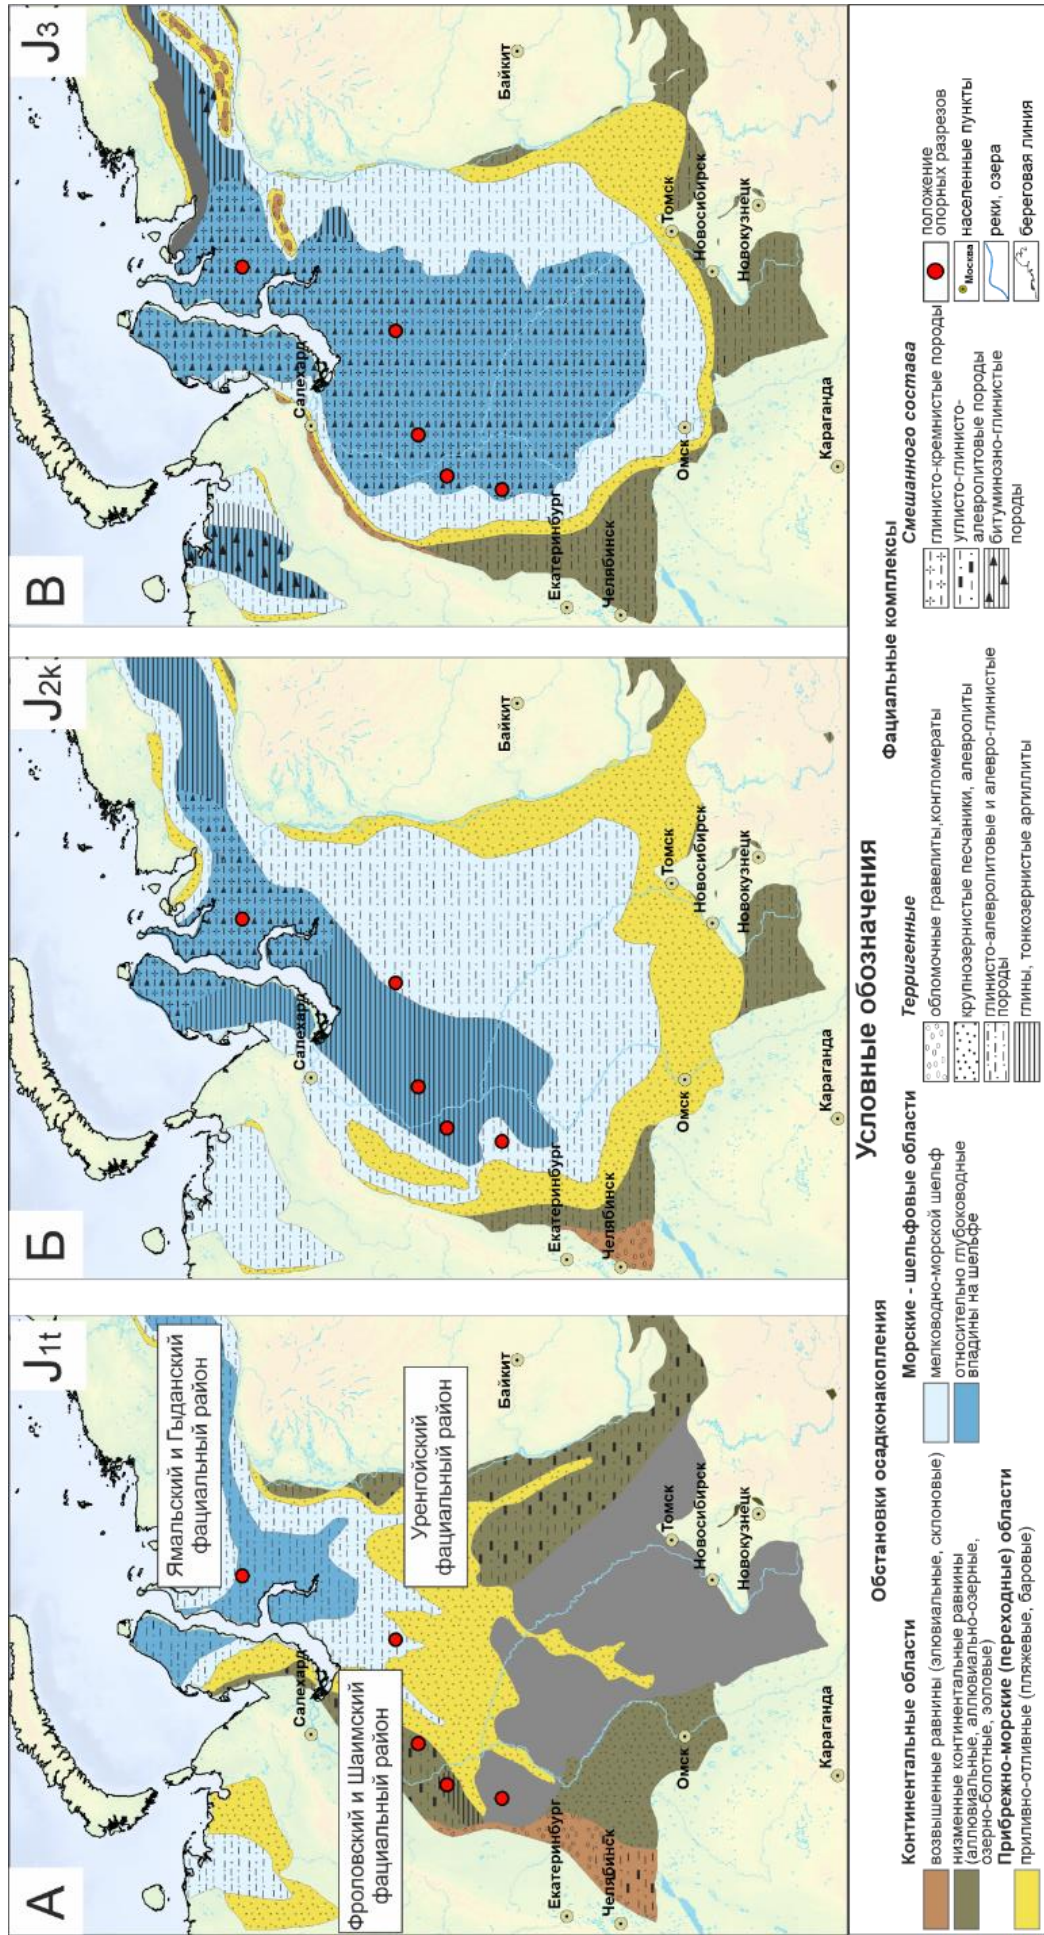 А
J1t
Ямальский и Гыданский
фациальный район
Уренгойский
фациальный район
Фроловский и Шаимский
фациальный район
Салехард
Байкит
Екатеринбург
Челябинск
Омск
Томск
Новосибирск
Новокузнецк
Караганда
Б
J2k
Салехард
Байкит
Екатеринбург
Челябинск
Омск
Томск
Новосибирск
Новокузнецк
Караганда
В
J3
Салехард
Байкит
Екатеринбург
Челябинск
Омск
Томск
Новосибирск
Новокузнецк
Караганда
Условные обозначения
Обстановки осадконакопления
Континентальные области
возвышенные равнины (элювиальные, склоновые)
низменные континентальные равнины
(аллювиальные, аллювиально-озерные,
озерно-болотные, эоловые)
Прибрежно-морские (переходные) области
приливно-отливные (пляжевые, баровые)
Морские - шельфовые области
мелководно-морской шельф
относительно глубоководные
впадины на шельфе
Фациальные комплексы
Терригенные
обломочные гравелиты,конгломераты
крупнозернистые песчаники, алевролиты
глинисто-алевролитовые и алевро-глинистые
породы
глины, тонкозернистые аргиллиты
Смешанного состава
глинисто-кремнистые породы
углисто-глинисто-
алевролитовые породы
битуминозно-глинистые
породы
положение
опорных разрезов
Москва
населенные пункты
реки, озера
береговая линия